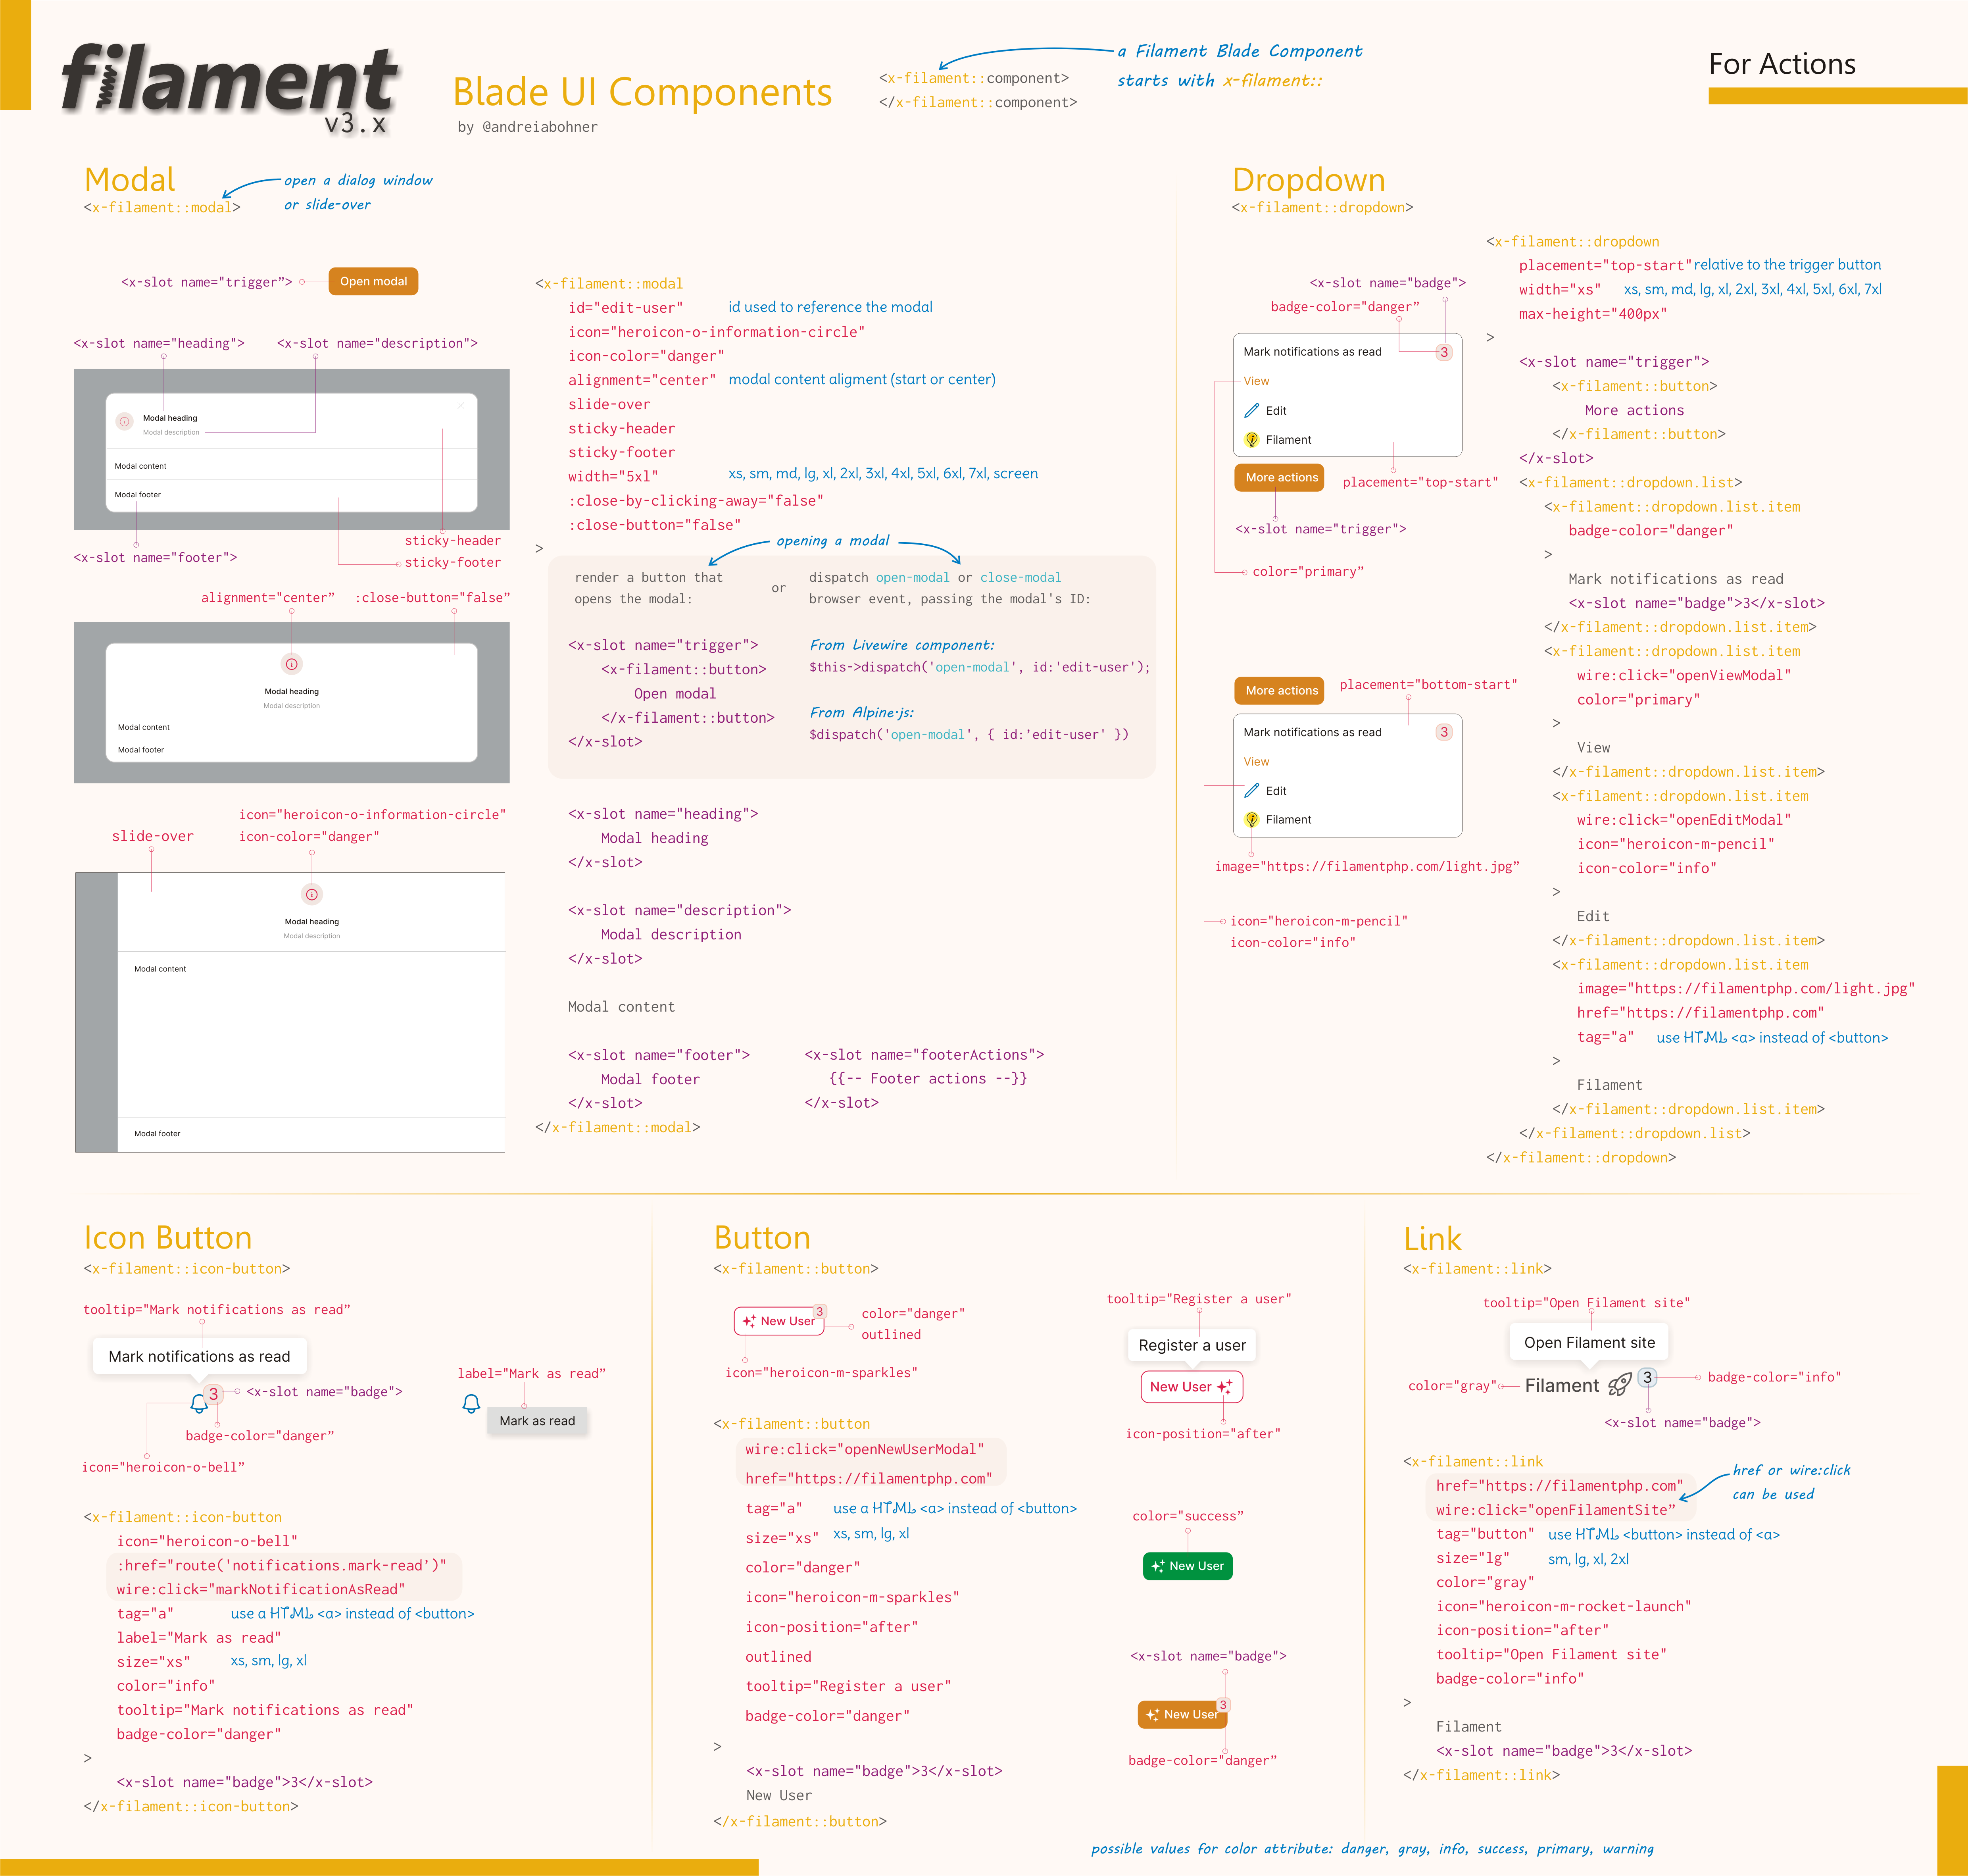 filament
v3.x
Blade UI Components
by @andreiabohner
<x-filament::component>
</x-filament::component>
a Filament Blade Component
starts with x-filament::
For Actions
Modal
<x-filament::modal>
open a dialog window
or slide-over
<x-slot name="trigger”>
Open modal
<x-slot name="heading">
<x-slot name="description">
Modal heading
Modal description
Modal content
Modal footer
<x-slot name="footer">
sticky-header
sticky-footer
alignment="center”
:close-button="false”
Modal heading
Modal description
Modal content
Modal footer
slide-over
icon="heroicon-o-information-circle"
icon-color="danger"
Modal heading
Modal description
Modal content
Modal footer
<x-filament::modal
id="edit-user" id used to reference the modal
icon="heroicon-o-information-circle"
icon-color="danger"
alignment="center" modal content aligment (start or center)
slide-over
sticky-header
sticky-footer
width="5xl" xs, sm, md, lg, xl, 2xl, 3xl, 4xl, 5xl, 6xl, 7xl, screen
:close-by-clicking-away="false"
:close-button="false"
>
opening a modal
render a button that
opens the modal:
or
dispatch open-modal or close-modal
browser event, passing the modal's ID:
<x-slot name="trigger">
<x-filament::button>
Open modal
</x-filament::button>
</x-slot>
From Livewire component:
$this->dispatch('open-modal', id:'edit-user');
From Alpine.js:
$dispatch('open-modal', { id:’edit-user' })
<x-slot name="heading">
Modal heading
</x-slot>
<x-slot name="description">
Modal description
</x-slot>
Modal content
<x-slot name="footer">
Modal footer
</x-slot>
<x-slot name="footerActions">
{{-- Footer actions --}}
</x-slot>
</x-filament::modal>
Dropdown
<x-filament::dropdown>
<x-slot name="badge">
badge-color="danger”
Mark notifications as read
3
View
Edit
Filament
More actions
placement="top-start"
<x-slot name="trigger">
color="primary”
More actions
placement="bottom-start"
Mark notifications as read
3
View
Edit
Filament
image="https://filamentphp.com/light.jpg”
icon="heroicon-m-pencil"
icon-color="info"
<x-filament::dropdown
placement="top-start" relative to the trigger button
width="xs" xs, sm, md, lg, xl, 2xl, 3xl, 4xl, 5xl, 6xl, 7xl
max-height="400px"
>
<x-slot name="trigger">
<x-filament::button>
More actions
</x-filament::button>
</x-slot>
<x-filament::dropdown.list>
<x-filament::dropdown.list.item
badge-color="danger"
>
Mark notifications as read
<x-slot name="badge">3</x-slot>
</x-filament::dropdown.list.item>
<x-filament::dropdown.list.item
wire:click="openViewModal"
color="primary"
>
View
</x-filament::dropdown.list.item>
<x-filament::dropdown.list.item
wire:click="openEditModal"
icon="heroicon-m-pencil"
icon-color="info"
>
Edit
</x-filament::dropdown.list.item>
<x-filament::dropdown.list.item
image="https://filamentphp.com/light.jpg"
href="https://filamentphp.com"
tag="a" use HTML <a> instead of <button>
>
Filament
</x-filament::dropdown.list.item>
</x-filament::dropdown.list>
</x-filament::dropdown>
Icon Button
<x-filament::icon-button>
tooltip="Mark notifications as read”
Mark notifications as read
3
<x-slot name="badge">
badge-color="danger”
icon="heroicon-o-bell”
label="Mark as read”
Mark as read
<x-filament::icon-button
icon="heroicon-o-bell"
:href="route('notifications.mark-read’)"
wire:click="markNotificationAsRead"
tag="a" use a HTML <a> instead of <button>
label="Mark as read"
size="xs" xs, sm, lg, xl
color="info"
tooltip="Mark notifications as read"
badge-color="danger"
>
<x-slot name="badge">3</x-slot>
</x-filament::icon-button>
Button
<x-filament::button>
New User
3
color="danger"
outlined
icon="heroicon-m-sparkles"
<x-filament::button
wire:click="openNewUserModal"
href="https://filamentphp.com"
tag="a" use a HTML <a> instead of <button>
size="xs" xs, sm, lg, xl
color="danger"
icon="heroicon-m-sparkles"
icon-position="after"
outlined
tooltip="Register a user"
badge-color="danger"
>
<x-slot name="badge">3</x-slot>
New User
</x-filament::button>
tooltip="Register a user"
Register a user
New User
icon-position="after"
color="success”
New User
<x-slot name="badge">
New User
3
badge-color="danger”
Link
<x-filament::link>
tooltip="Open Filament site"
Open Filament site
color="gray"
Filament
3
badge-color="info"
<x-slot name="badge">
<x-filament::link
href="https://filamentphp.com"
wire:click="openFilamentSite”
href or wire:click
can be used
tag="button" use HTML <button> instead of <a>
size="lg" sm, lg, xl, 2xl
color="gray"
icon="heroicon-m-rocket-launch"
icon-position="after"
tooltip="Open Filament site"
badge-color="info"
>
Filament
<x-slot name="badge">3</x-slot>
</x-filament::link>
possible values for color attribute: danger, gray, info, success, primary, warning